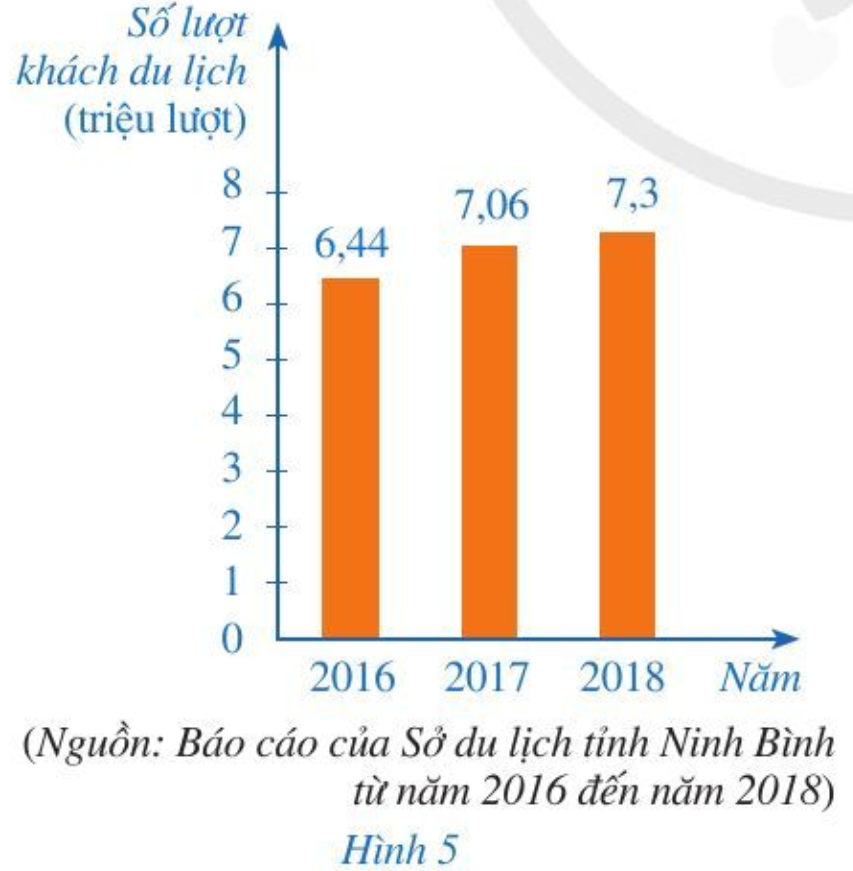 Số lượt
khách du lịch
(triệu lượt)
8
7
6
5
4
3
2
1
0
6,44
7,06
7,3
2016 2017 2018 Năm
(Nguồn: Báo cáo của Sở du lịch tỉnh Ninh Bình
từ năm 2016 đến năm 2018)
Hình 5